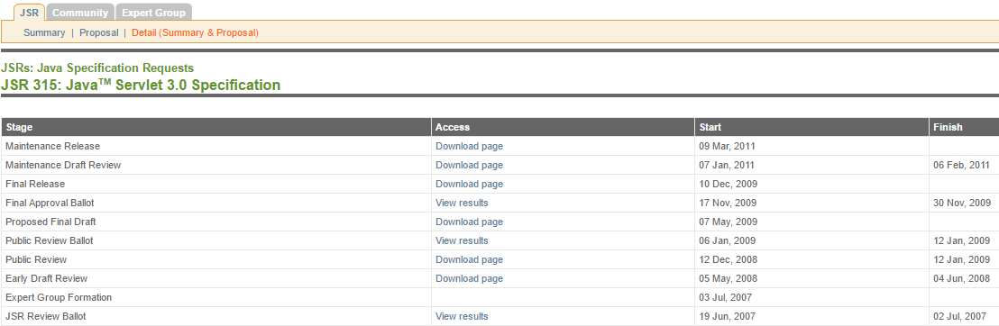 JSR Community Expert Group
Summary | Proposal | Detail (Summary & Proposal)
JSRs: Java Specification Requests
JSR 315: Java™ Servlet 3.0 Specification
Stage Access Start Finish
Maintenance Release Download page 09 Mar, 2011
Maintenance Draft Review Download page 07 Jan, 2011 06 Feb, 2011
Final Release Download page 10 Dec, 2009
Final Approval Ballot View results 17 Nov, 2009 30 Nov, 2009
Proposed Final Draft Download page 07 May, 2009
Public Review Ballot View results 06 Jan, 2009 12 Jan, 2009
Public Review Download page 12 Dec, 2008 12 Jan, 2009
Early Draft Review Download page 05 May, 2008 04 Jun, 2008
Expert Group Formation 03 Jul, 2007
JSR Review Ballot View results 19 Jun, 2007 02 Jul, 2007